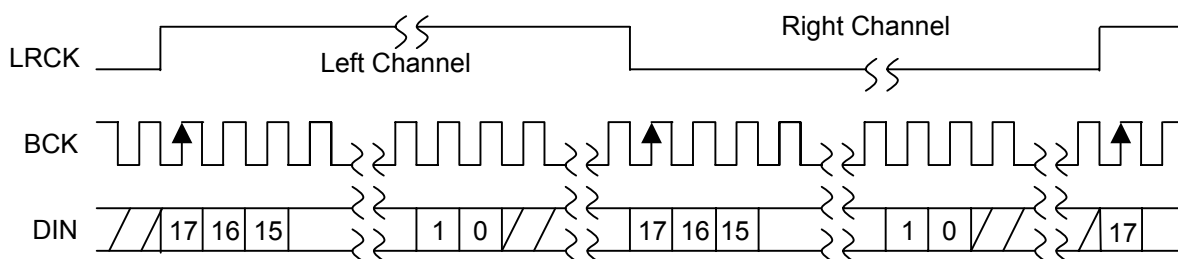 Right Channel
LRCK
Left Channel
BCK
DIN 17 16 15 1 0 17 16 15 1 0 17